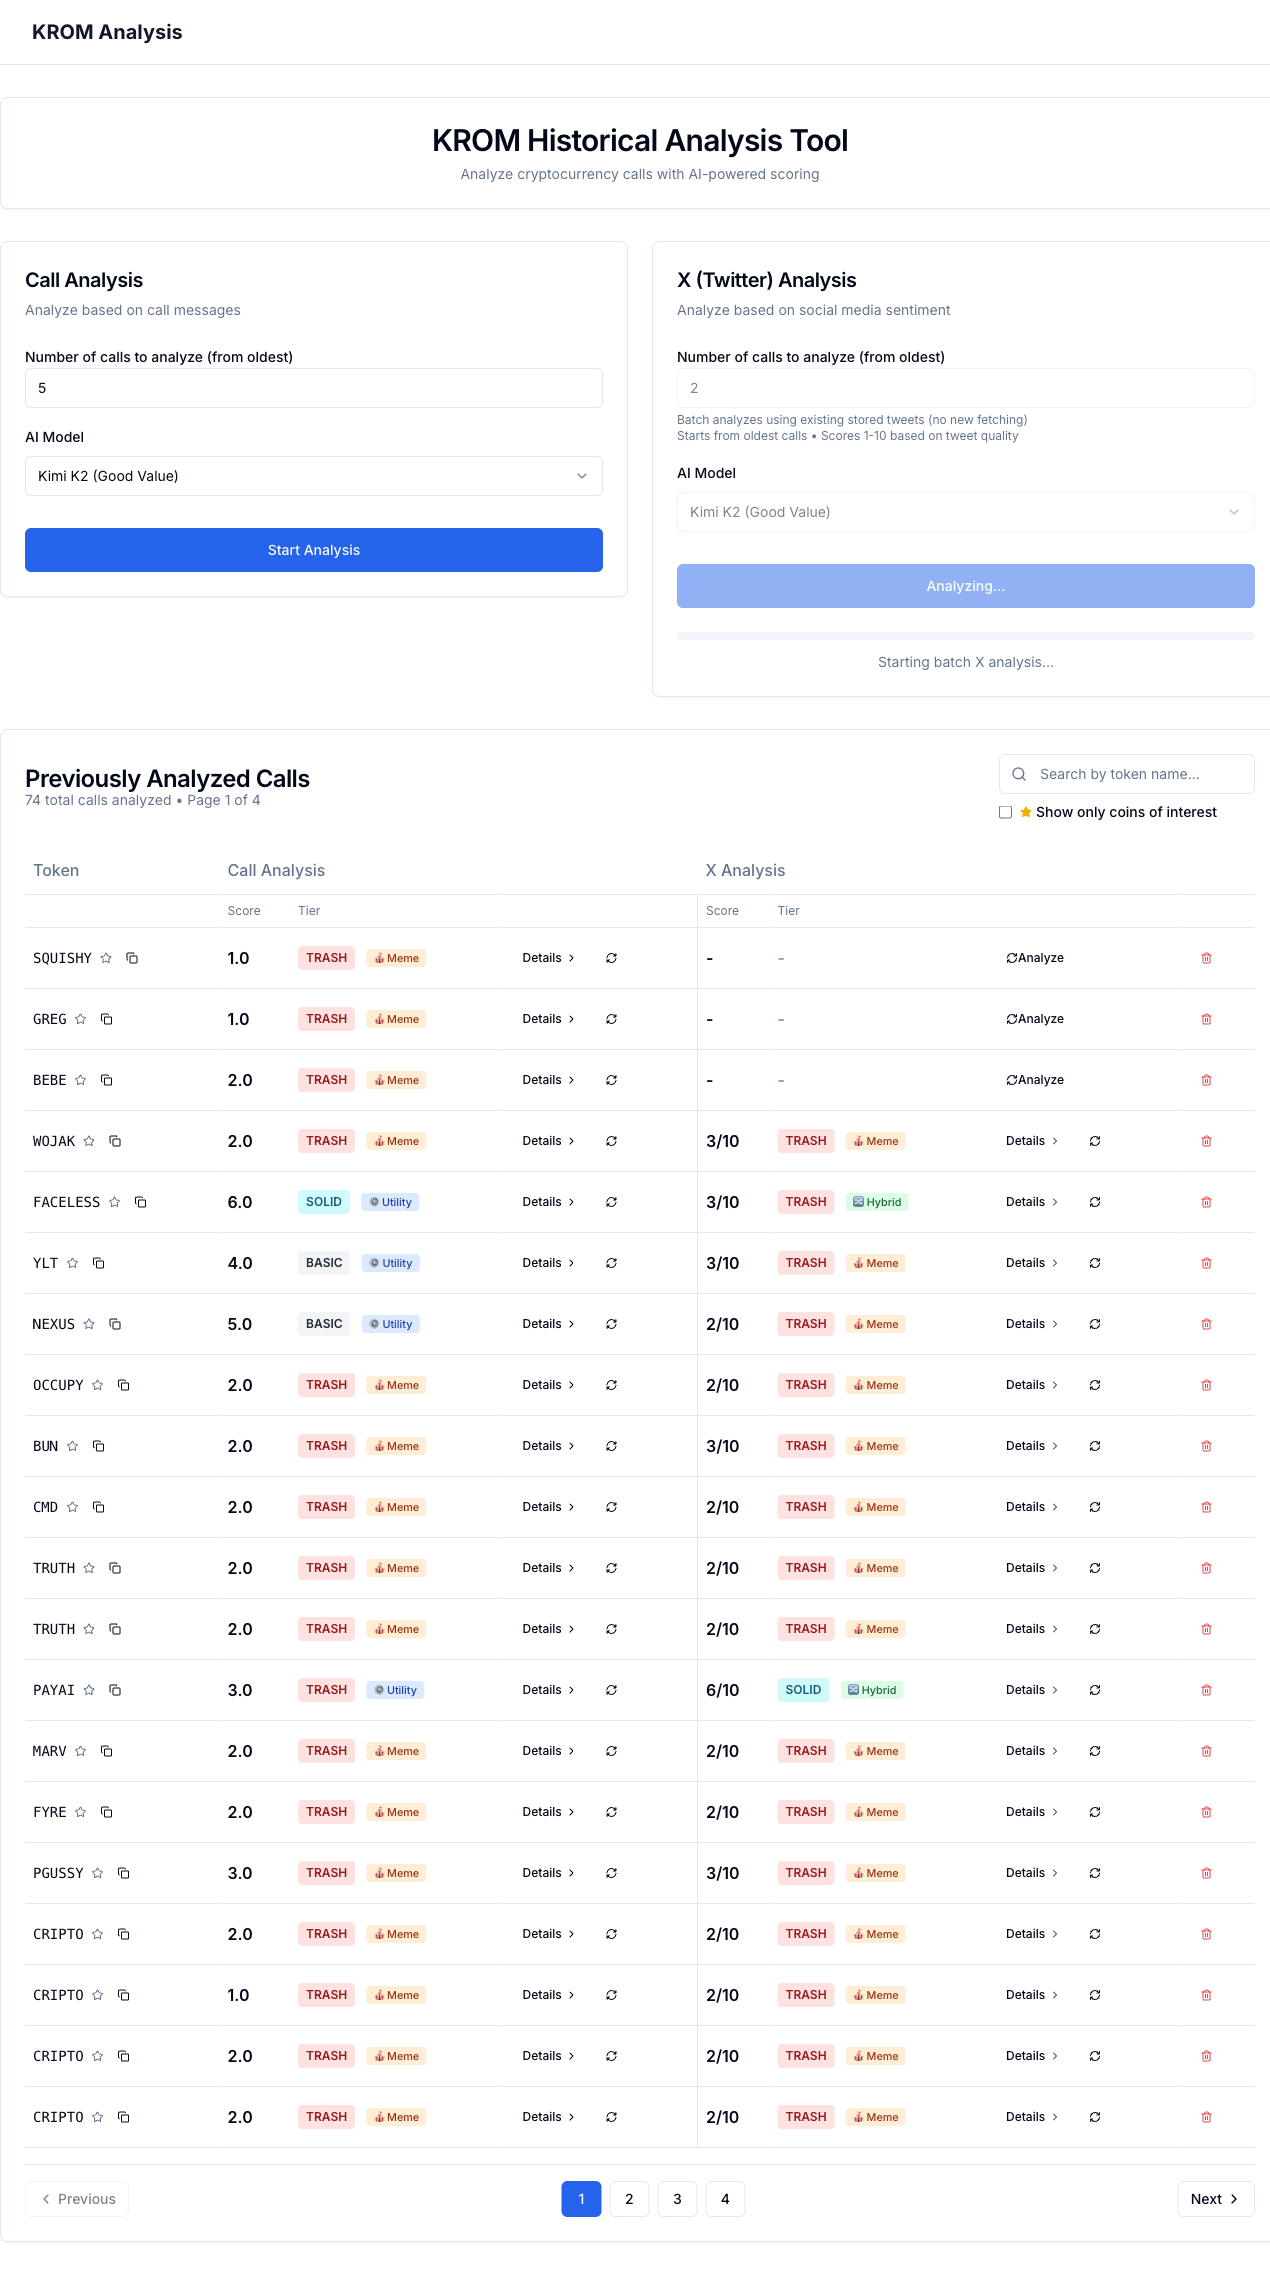 KROM Analysis
KROM Historical Analysis Tool
Analyze cryptocurrency calls with AI-powered scoring
Call Analysis
Analyze based on call messages
Number of calls to analyze (from oldest)
5
AI Model
Kimi K2 (Good Value)
Start Analysis
X (Twitter) Analysis
Analyze based on social media sentiment
Number of calls to analyze (from oldest)
2
Batch analyzes using existing stored tweets (no new fetching)
Starts from oldest calls • Scores 1-10 based on tweet quality
AI Model
Kimi K2 (Good Value)
Analyzing...
Starting batch X analysis...
Previously Analyzed Calls
74 total calls analyzed • Page 1 of 4
Search by token name...
Show only coins of interest
Token Call Analysis X Analysis
Score Tier Score Tier
SQUISHY 1.0 TRASH Meme Details - - Analyze
GREG 1.0 TRASH Meme Details - - Analyze
BEBE 2.0 TRASH Meme Details - - Analyze
WOJAK 2.0 TRASH Meme Details 3/10 TRASH Meme Details
FACELESS 6.0 SOLID Utility Details 3/10 TRASH Hybrid Details
YLT 4.0 BASIC Utility Details 3/10 TRASH Meme Details
NEXUS 5.0 BASIC Utility Details 2/10 TRASH Meme Details
OCCUPY 2.0 TRASH Meme Details 2/10 TRASH Meme Details
BUN 2.0 TRASH Meme Details 3/10 TRASH Meme Details
CMD 2.0 TRASH Meme Details 2/10 TRASH Meme Details
TRUTH 2.0 TRASH Meme Details 2/10 TRASH Meme Details
TRUTH 2.0 TRASH Meme Details 2/10 TRASH Meme Details
PAYAI 3.0 TRASH Utility Details 6/10 SOLID Hybrid Details
MARV 2.0 TRASH Meme Details 2/10 TRASH Meme Details
FYRE 2.0 TRASH Meme Details 2/10 TRASH Meme Details
PGUSSY 3.0 TRASH Meme Details 3/10 TRASH Meme Details
CRIPTO 2.0 TRASH Meme Details 2/10 TRASH Meme Details
CRIPTO 1.0 TRASH Meme Details 2/10 TRASH Meme Details
CRIPTO 2.0 TRASH Meme Details 2/10 TRASH Meme Details
CRIPTO 2.0 TRASH Meme Details 2/10 TRASH Meme Details
Previous 1 2 3 4 Next